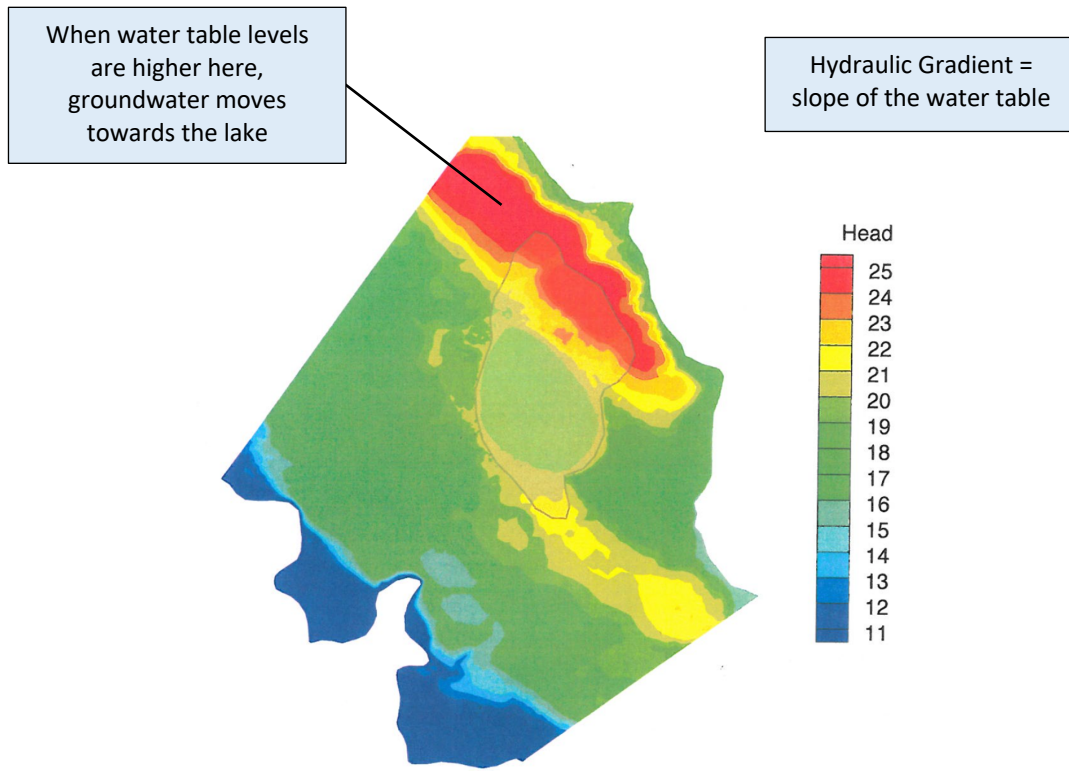 When water table levels
are higher here,
groundwater moves
towards the lake
Hydraulic Gradient =
slope of the water table
Head
25
24
23
22
21
20
19
18
17
16
15
14
13
12
11